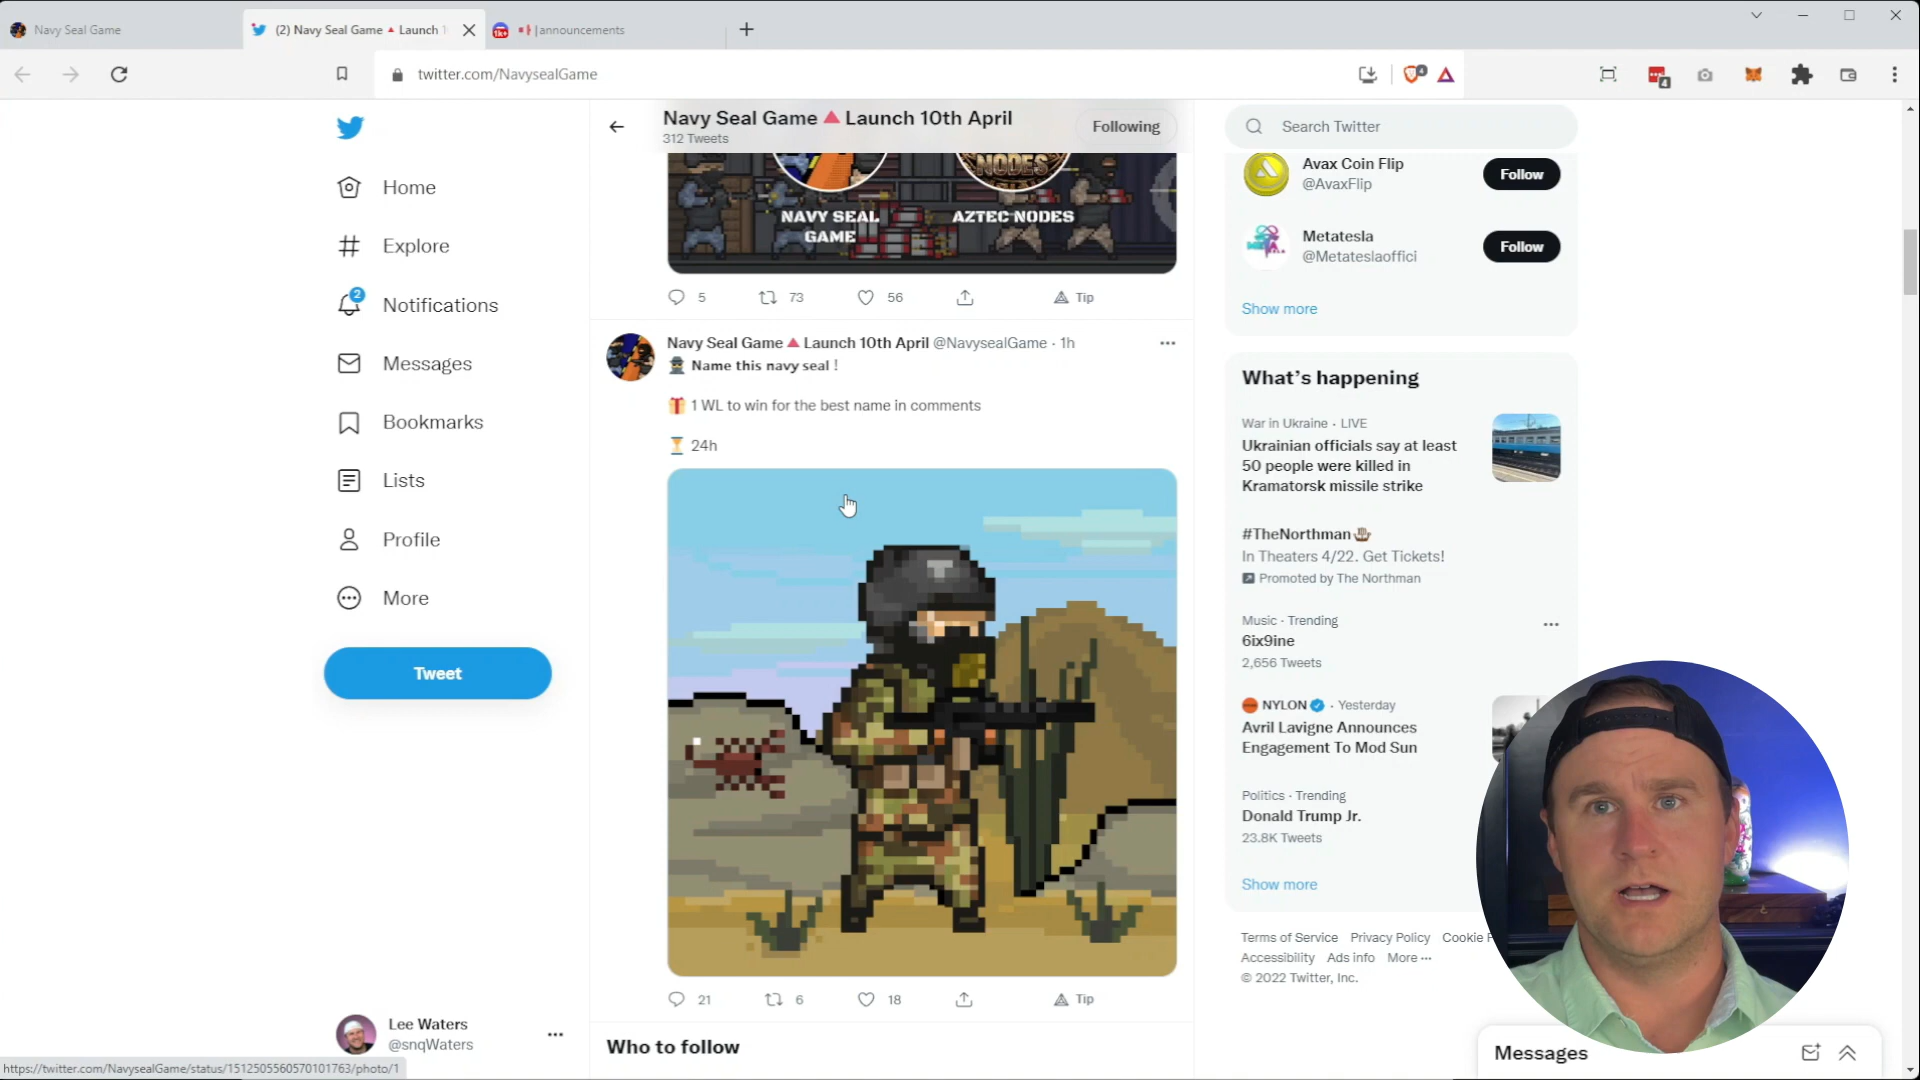 Navy Seal Game
(2) Navy Seal Game 🔺 Launch 1
announcements
twitter.com/NavysealGame
Navy Seal Game 🔺 Launch 10th April
312 Tweets
Following
Search Twitter
Home
Explore
2
Notifications
Messages
Bookmarks
Lists
Profile
More
Tweet
Lee Waters
@snqWaters
NODES
NAVY SEAL
GAME
AZTEC NODES
5
73
56
Tip
Navy Seal Game 🔺 Launch 10th April @NavysealGame · 1h
Name this navy seal !
🎁 1 WL to win for the best name in comments
⏳ 24h
21
6
18
Tip
Who to follow
Avax Coin Flip
@AvaxFlip
Follow
Metatesla
@Metateslaoffici
Follow
Show more
What's happening
War in Ukraine · LIVE
Ukrainian officials say at least
50 people were killed in
Kramatorsk missile strike
#TheNorthman
In Theaters 4/22. Get Tickets!
Promoted by The Northman
Music · Trending
6ix9ine
2,656 Tweets
NYLON · Yesterday
Avril Lavigne Announces
Engagement To Mod Sun
Politics · Trending
Donald Trump Jr.
23.8K Tweets
Show more
Terms of Service Privacy Policy Cookie
Accessibility Ads info More ···
© 2022 Twitter, Inc.
Messages
https://twitter.com/NavysealGame/status/1512505560570101763/photo/1